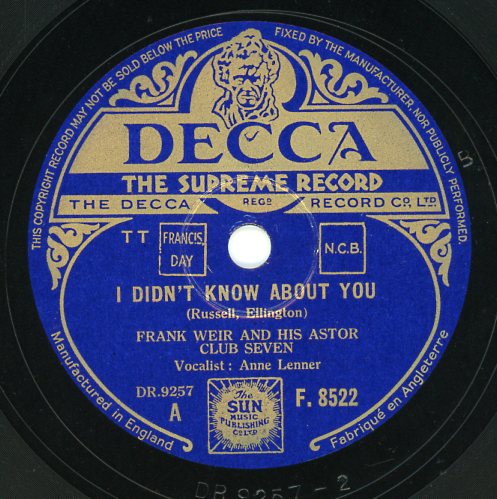 THIS COPYRIGHT RECORD MAY NOT BE SOLD BELOW THE PRICE
FIXED BY THE MANUFACTURER, NOR PUBLICLY PERFORMED.
DECCA
THE SUPREME RECORD
THE DECCA REGD RECORD CO. LTD
TT FRANCIS, DAY N.C.B.
I DIDN'T KNOW ABOUT YOU
(Russell, Ellington)
FRANK WEIR AND HIS ASTOR
CLUB SEVEN
Vocalist : Anne Lenner
DR.9257
A
The
SUN
MUSIC
PUBLISHING
CO LTD
F. 8522
Manufactured in England
Fabriqué en Angleterre
DR 9257-2
5